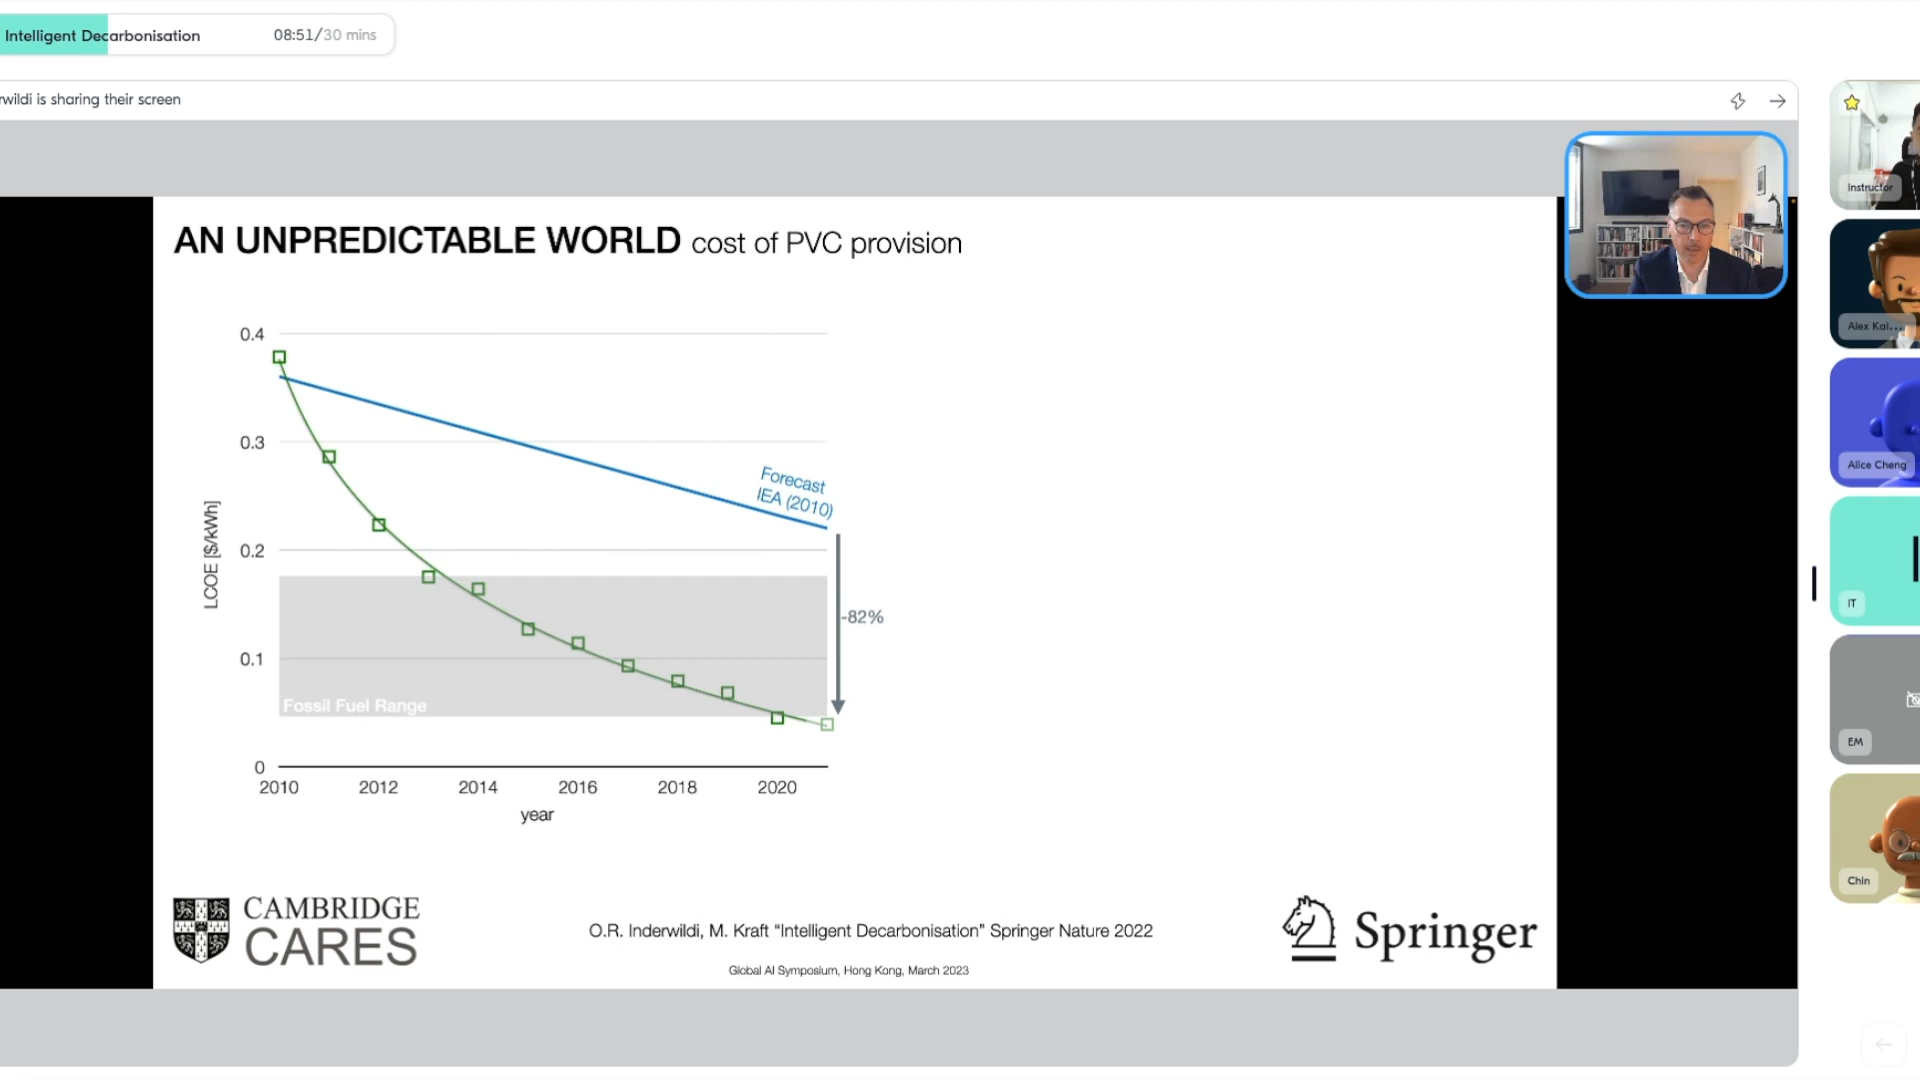 Intelligent Decarbonisation 08:51/30 mins
rwildi is sharing their screen
AN UNPREDICTABLE WORLD cost of PVC provision
0.4
0.3
0.2
0.1
0
LCOE [$/kWh]
Forecast
IEA (2010)
-82%
Fossil Fuel Range
2010 2012 2014 2016 2018 2020
year
CAMBRIDGE
CARES
O.R. Inderwildi, M. Kraft “Intelligent Decarbonisation” Springer Nature 2022
Global AI Symposium, Hong Kong, March 2023
Springer
Instructor
Alex Kai...
Alice Cheng
IT
EM
Chin